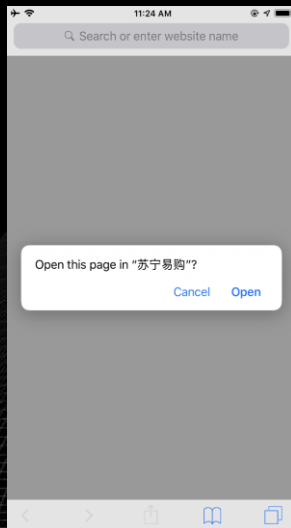 11:24 AM
Search or enter website name
Open this page in “苏宁易购”?
Cancel Open